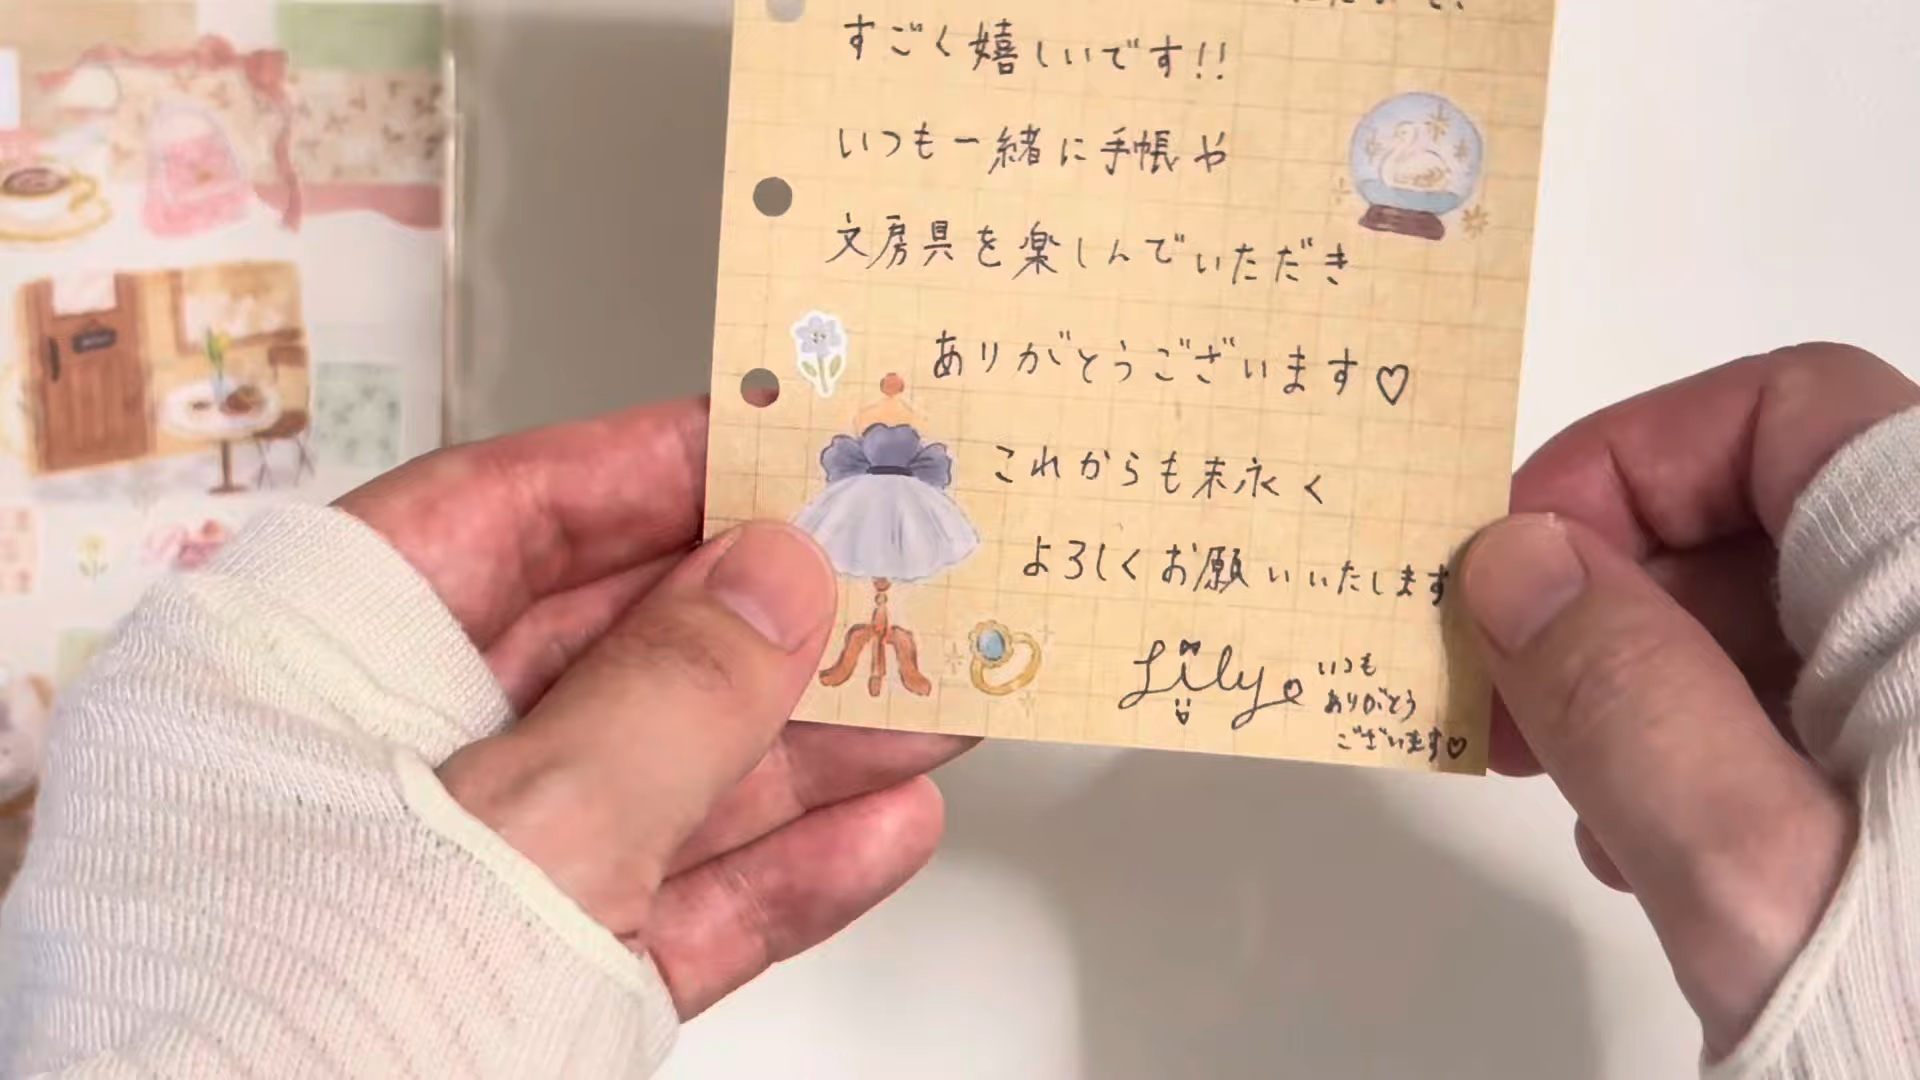 すごく嬉しいです!!
いつも一緒に手帳や
文房具を楽しんでいただき
ありがとうございます♡
これからも末永く
よろしくお願いいたします
Lily
いつも
ありがとう
ございます♡